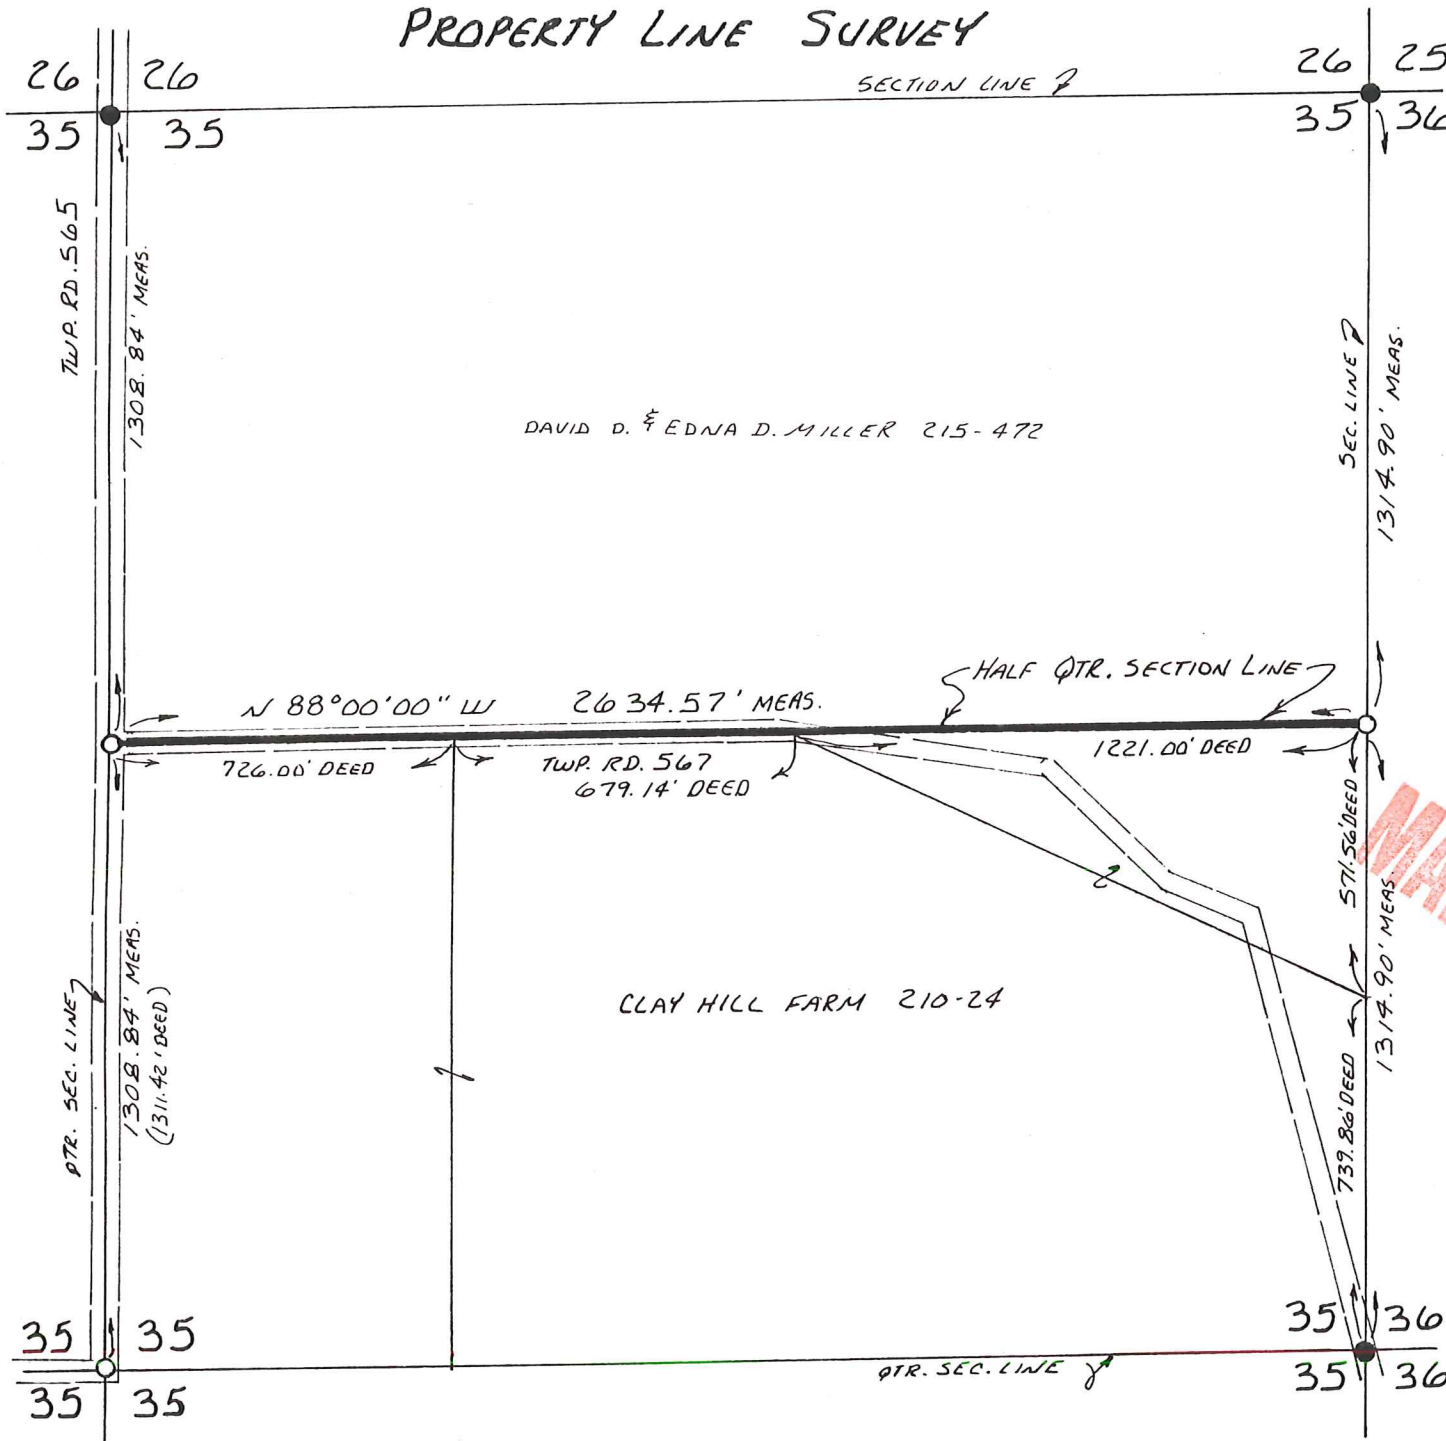 PROPERTY LINE SURVEY
26 26
35 35
SECTION LINE
26 25
35 36
TWP. RD. 565
1308.84' MEAS.
SEC. LINE
1314.90' MEAS.
DAVID D. & EDNA D. MILLER 215-472
HALF QTR. SECTION LINE
N 88°00'00" W 2634.57' MEAS.
726.00' DEED
TWP. RD. 567
679.14' DEED
1221.00' DEED
571.56' DEED
1314.90' MEAS.
739.86' DEED
CLAY HILL FARM 210-24
QTR. SEC. LINE
1308.84' MEAS.
(1311.42' DEED)
35 35
35 35
QTR. SEC. LINE
35 36
35 36